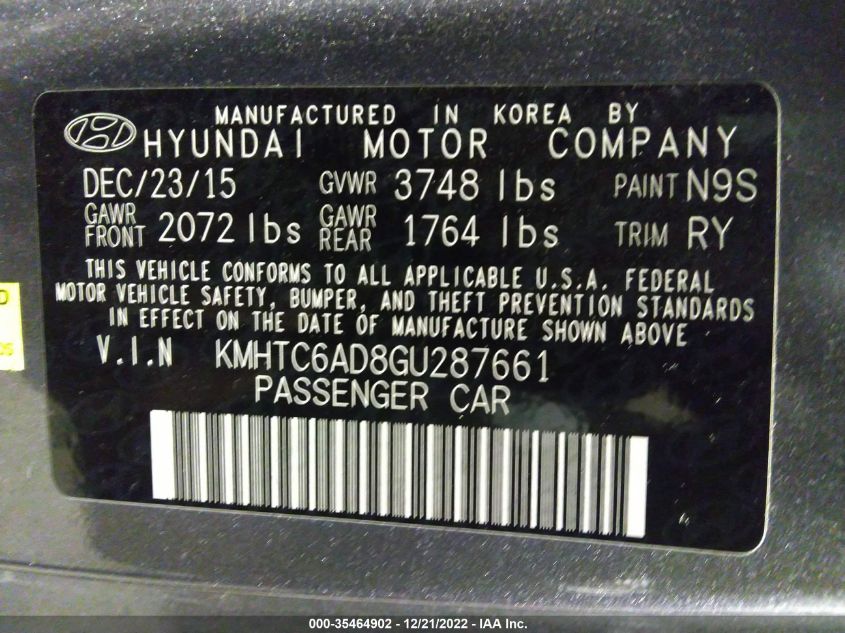 MANUFACTURED IN KOREA BY
HYUNDAI MOTOR COMPANY
DEC/23/15 GVWR 3748 lbs PAINT N9S
GAWR FRONT 2072 lbs GAWR REAR 1764 lbs TRIM RY
THIS VEHICLE CONFORMS TO ALL APPLICABLE U.S.A. FEDERAL
MOTOR VEHICLE SAFETY, BUMPER, AND THEFT PREVENTION STANDARDS
IN EFFECT ON THE DATE OF MANUFACTURE SHOWN ABOVE
V.I.N KMHTC6AD8GU287661
PASSENGER CAR
000-35464902 - 12/21/2022 - IAA Inc.